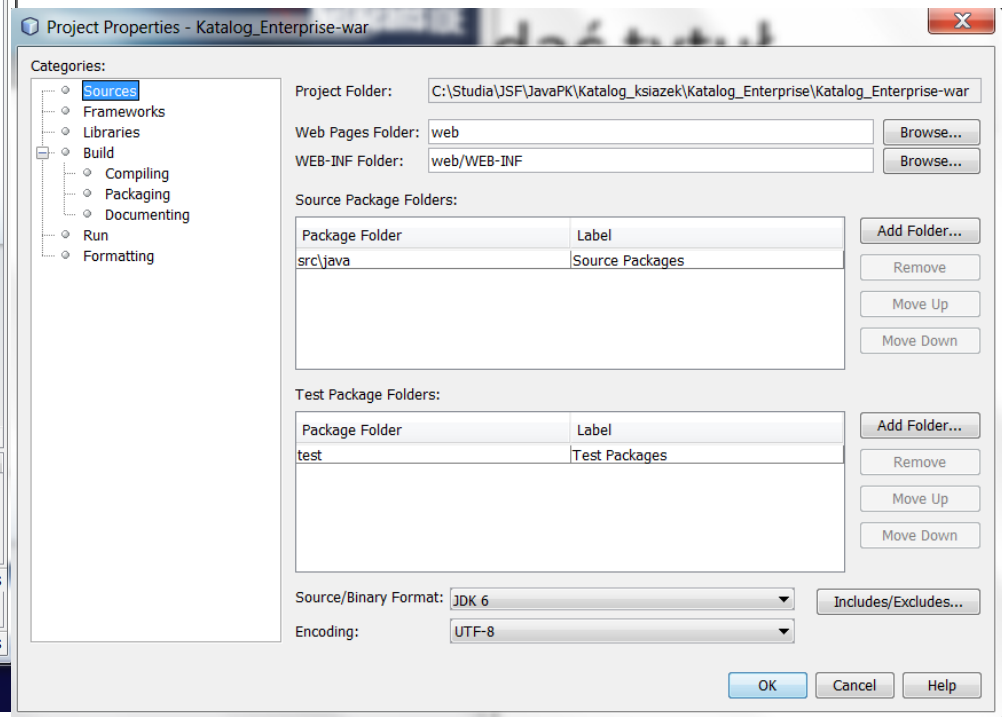 Project Properties - Katalog_Enterprise-war
dać tytuł
Categories:
Sources
Frameworks
Libraries
Build
Compiling
Packaging
Documenting
Run
Formatting
Project Folder: C:\Studia\JSF\JavaPK\Katalog_ksiazek\Katalog_Enterprise\Katalog_Enterprise-war
Web Pages Folder: web Browse...
WEB-INF Folder: web/WEB-INF Browse...
Source Package Folders:
Package Folder Label
src\java Source Packages
Add Folder...
Remove
Move Up
Move Down
Test Package Folders:
Package Folder Label
test Test Packages
Add Folder...
Remove
Move Up
Move Down
Source/Binary Format: JDK 6 Includes/Excludes...
Encoding: UTF-8
OK Cancel Help